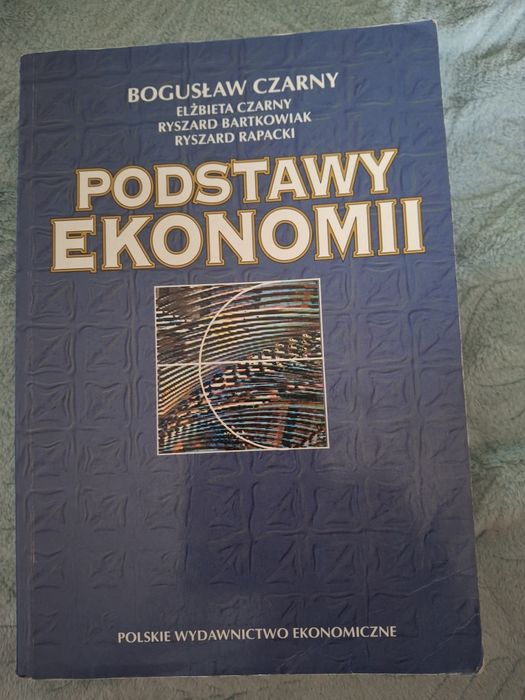 BOGUSŁAW CZARNY
ELŻBIETA CZARNY
RYSZARD BARTKOWIAK
RYSZARD RAPACKI
PODSTAWY
EKONOMII
POLSKIE WYDAWNICTWO EKONOMICZNE